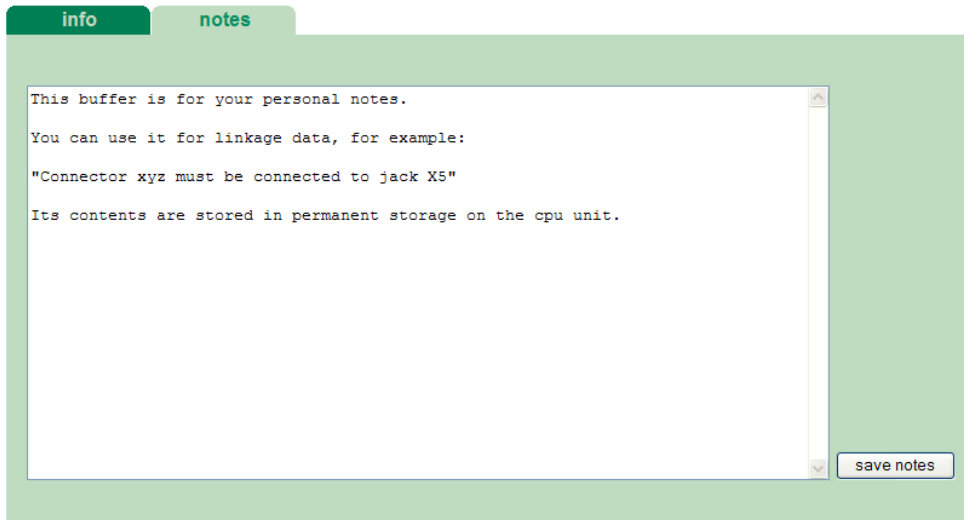 info
notes
This buffer is for your personal notes.
You can use it for linkage data, for example:
"Connector xyz must be connected to jack X5"
Its contents are stored in permanent storage on the cpu unit.
save notes